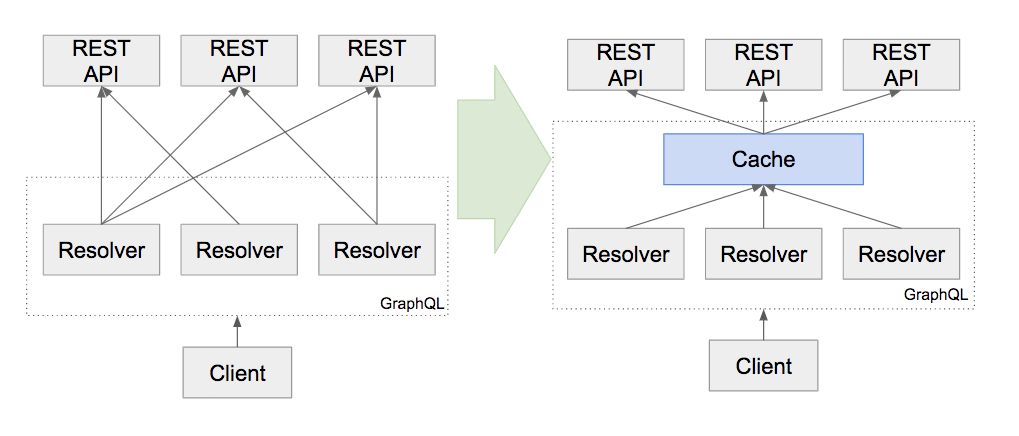 REST
API
REST
API
REST
API
Resolver
Resolver
Resolver
GraphQL
Client
REST
API
REST
API
REST
API
Cache
Resolver
Resolver
Resolver
GraphQL
Client